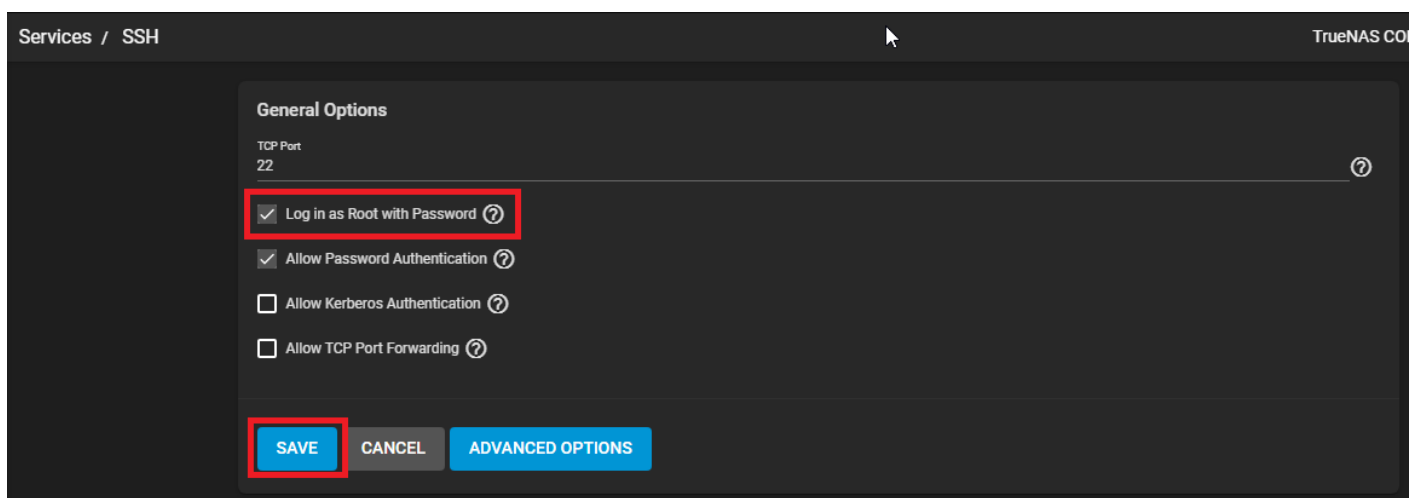 Services / SSH
TrueNAS COR
General Options
TCP Port
22
Log in as Root with Password
Allow Password Authentication
Allow Kerberos Authentication
Allow TCP Port Forwarding
SAVE
CANCEL
ADVANCED OPTIONS